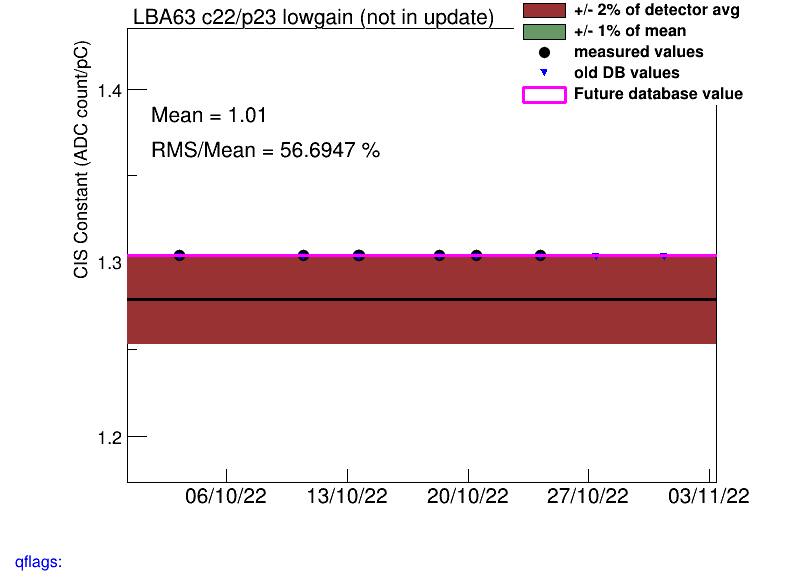 LBA63 c22/p23 lowgain (not in update)
+/- 2% of detector avg
+/- 1% of mean
measured values
old DB values
Future database value
CIS Constant (ADC count/pC)
1.4
Mean = 1.01
RMS/Mean = 56.6947 %
1.3
1.2
06/10/22 13/10/22 20/10/22 27/10/22 03/11/22
qflags: